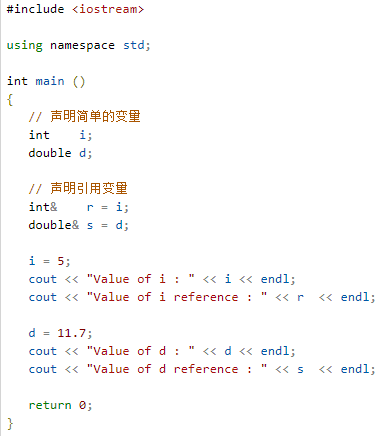 #include <iostream>
using namespace std;
int main ()
{
// 声明简单的变量
int    i;
double d;
// 声明引用变量
int&    r = i;
double& s = d;
i = 5;
cout << "Value of i : " << i << endl;
cout << "Value of i reference : " << r  << endl;
d = 11.7;
cout << "Value of d : " << d << endl;
cout << "Value of d reference : " << s  << endl;
return 0;
}